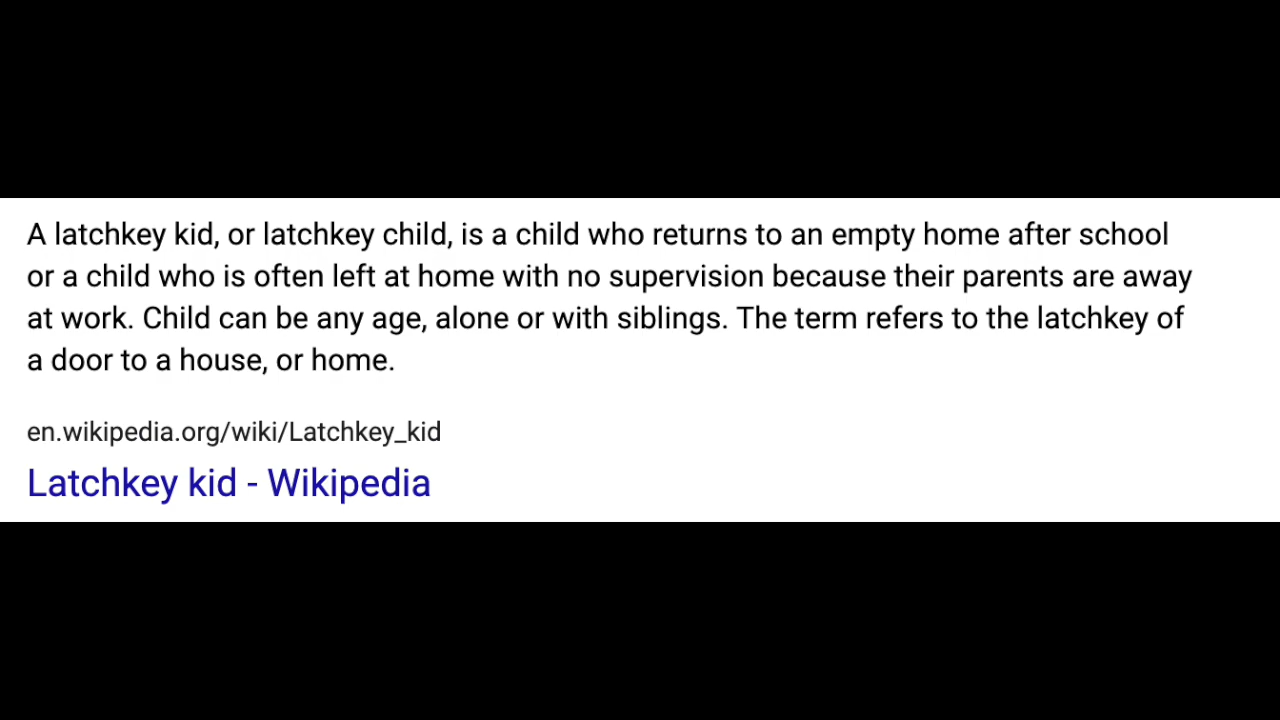 A latchkey kid, or latchkey child, is a child who returns to an empty home after school
or a child who is often left at home with no supervision because their parents are away
at work. Child can be any age, alone or with siblings. The term refers to the latchkey of
a door to a house, or home.
en.wikipedia.org/wiki/Latchkey_kid
Latchkey kid - Wikipedia